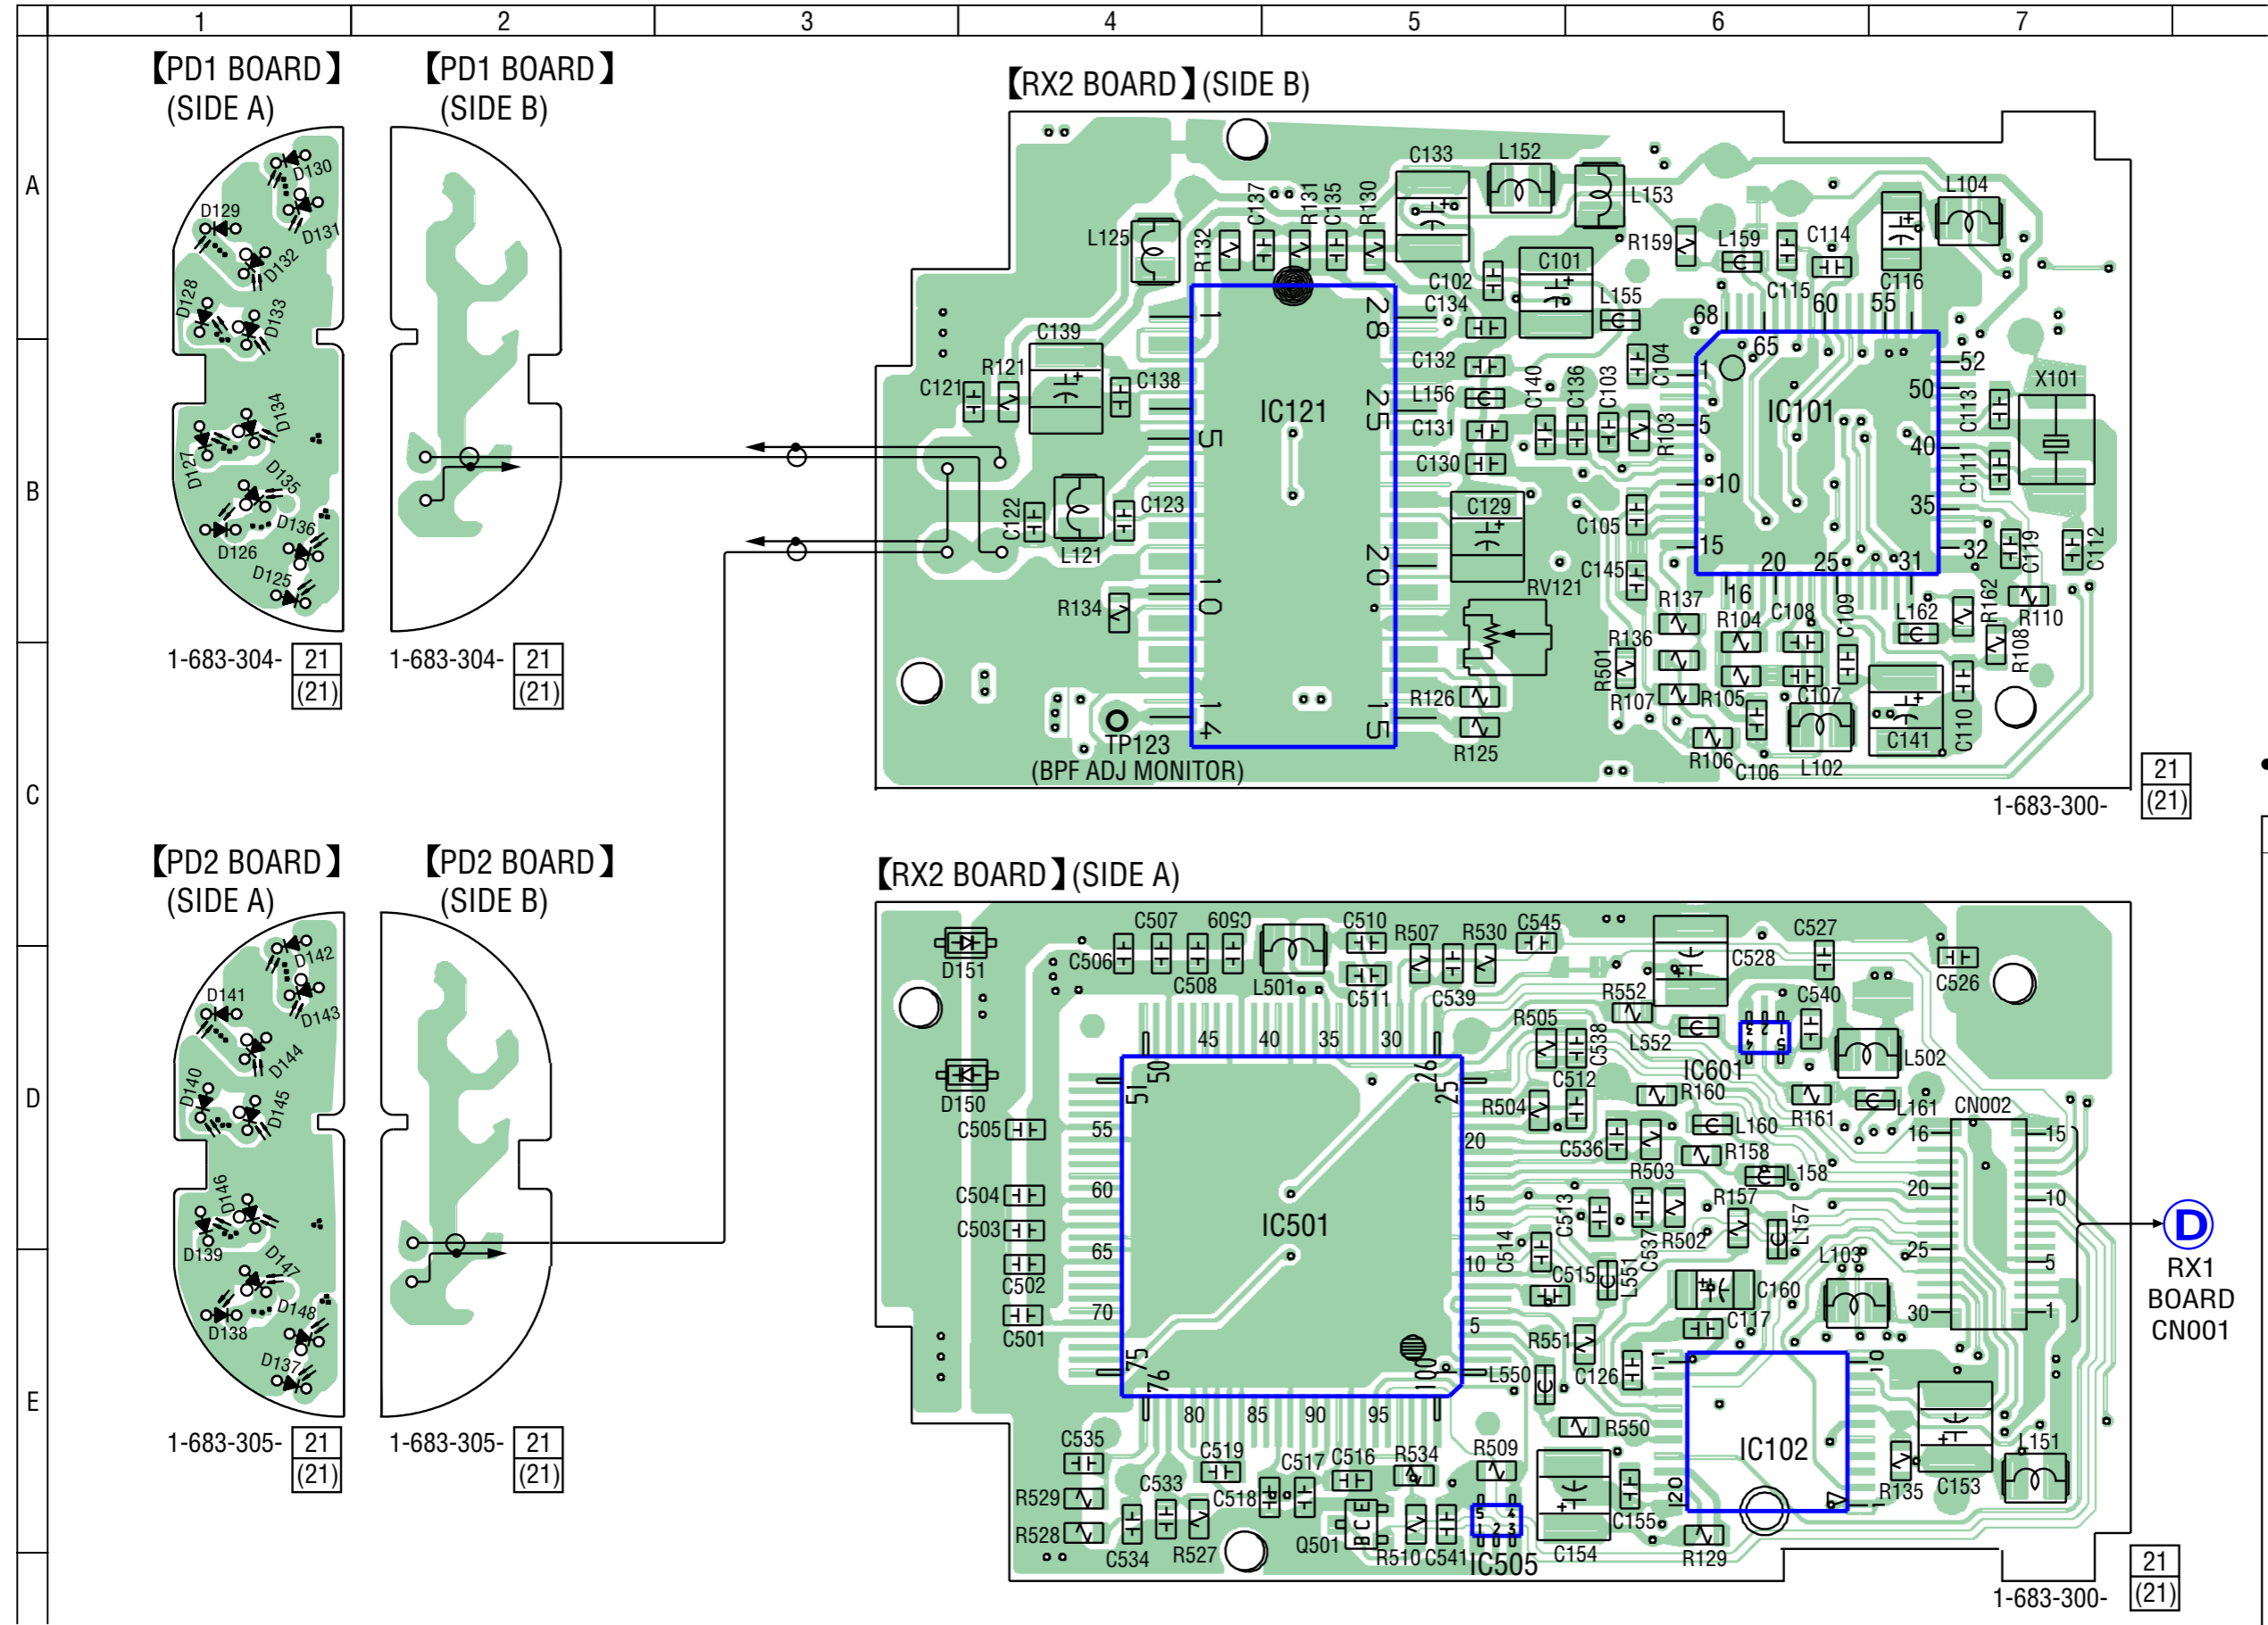 1 2 3 4 5 6 7
A
B
C
D
E
【PD1 BOARD】
(SIDE A)
【PD1 BOARD】
(SIDE B)
D130
D129
D131
D132
D128
D133
D134
D127
D135
D136
D126
D125
1-683-304- 21
(21)
1-683-304- 21
(21)
【RX2 BOARD】(SIDE B)
C133
L152
L153
L104
C137
R131
C135
R130
L125
R132
R159
L159
C114
C101
C102
C115
C116
C134
L155
68
60
55
65
1
28
C139
C132
C104
52
R121
C138
C121
L156
C140
C136
C103
1
50
X101
IC121
25
IC101
C113
5
C131
R103
5
40
C130
10
C111
C122
C123
C129
35
C105
L121
15
20
25
31
32
C119
C112
20
C145
10
RV121
16
R134
R137
C108
C109
L162
R162
R110
R136
R104
R108
R501
R126
R107
R105
C107
14
15
TP123
(BPF ADJ MONITOR)
R125
R106
C106
L102
C141
C110
21
(21)
1-683-300-
【PD2 BOARD】
(SIDE A)
【PD2 BOARD】
(SIDE B)
D142
D141
D143
D144
D140
D145
D146
D139
D147
D148
D138
D137
1-683-305- 21
(21)
1-683-305- 21
(21)
【RX2 BOARD】(SIDE A)
C507
C509
C510
R507
R530
C545
C527
D151
C506
C508
L501
C511
C539
C528
C526
R552
C540
45
40
35
30
R505
C538
L552
3 2 1
4 5
L502
51
50
26
25
IC601
D150
C512
R160
R504
R161
L161
CN002
C505
55
20
C536
L160
16
15
R503
R158
L158
C504
60
15
20
10
C503
IC501
C513
R157
L157
D
65
C514
C537
R502
L103
25
C502
10
C515
L551
5
RX1
BOARD
CN001
C160
70
C117
30
1
C501
5
R551
75
76
100
L550
C126
11
10
80
85
90
95
R550
C535
C519
C517
C516
R534
R509
IC102
L151
C533
20
1
R135
C153
R529
C518
B C E
5 4
1 2 3
C155
R528
C534
R527
Q501
R510
C541
IC505
C154
R129
21
(21)
1-683-300-